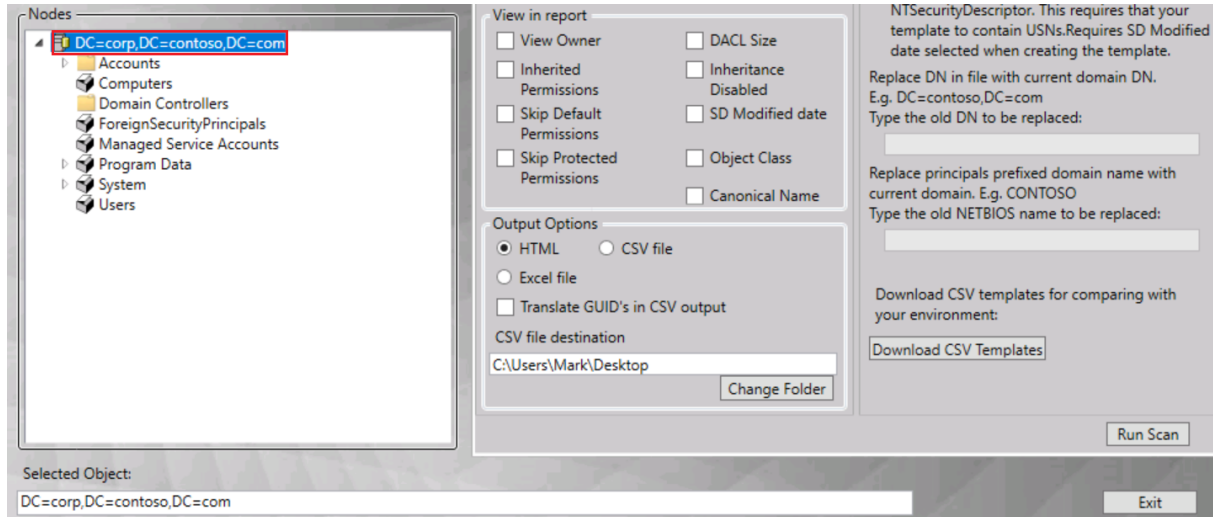 Nodes
DC=corp,DC=contoso,DC=com
Accounts
Computers
Domain Controllers
ForeignSecurityPrincipals
Managed Service Accounts
Program Data
System
Users
View in report
View Owner
DACL Size
Inherited
Permissions
Inheritance
Disabled
Skip Default
Permissions
SD Modified date
Skip Protected
Permissions
Object Class
Canonical Name
Output Options
HTML
CSV file
Excel file
Translate GUID's in CSV output
CSV file destination
C:\Users\Mark\Desktop
Change Folder
NTSecurityDescriptor. This requires that your
template to contain USNs.Requires SD Modified
date selected when creating the template.
Replace DN in file with current domain DN.
E.g. DC=contoso,DC=com
Type the old DN to be replaced:
Replace principals prefixed domain name with
current domain. E.g. CONTOSO
Type the old NETBIOS name to be replaced:
Download CSV templates for comparing with
your environment:
Download CSV Templates
Run Scan
Selected Object:
DC=corp,DC=contoso,DC=com
Exit